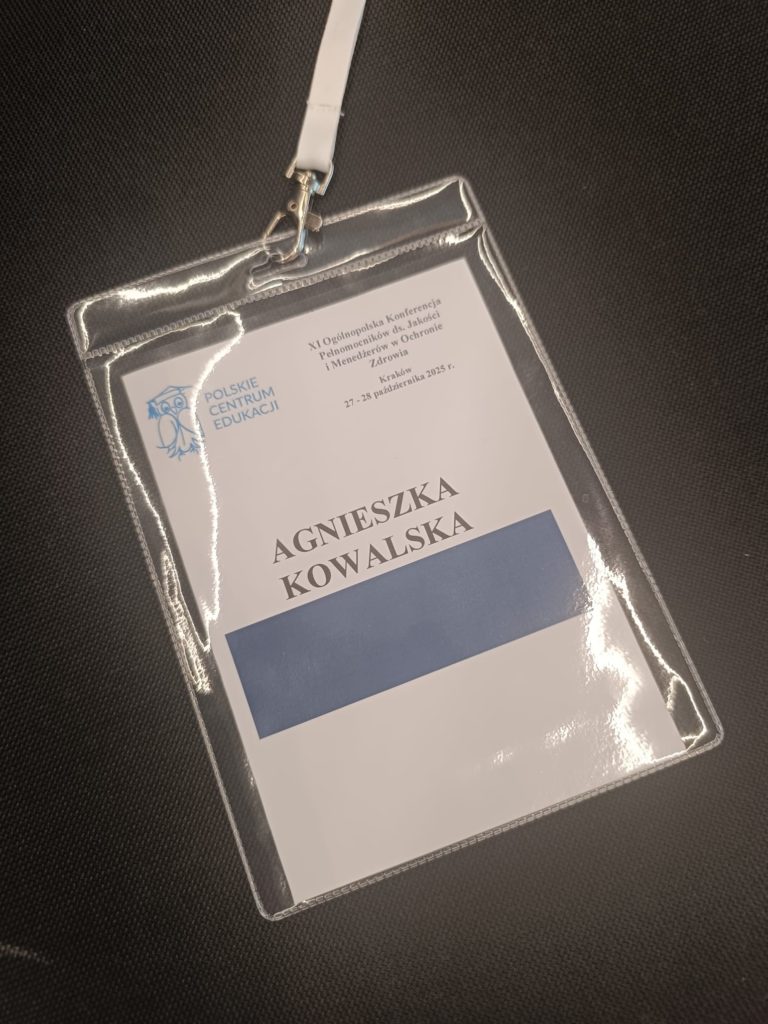 XI Ogólnopolska Konferencja
Pełnomocników ds. Jakości
i Menedżerów w Ochronie
Zdrowia
Kraków
27 - 28 października 2025 r.
POLSKIE
CENTRUM
EDUKACJI
AGNIESZKA
KOWALSKA